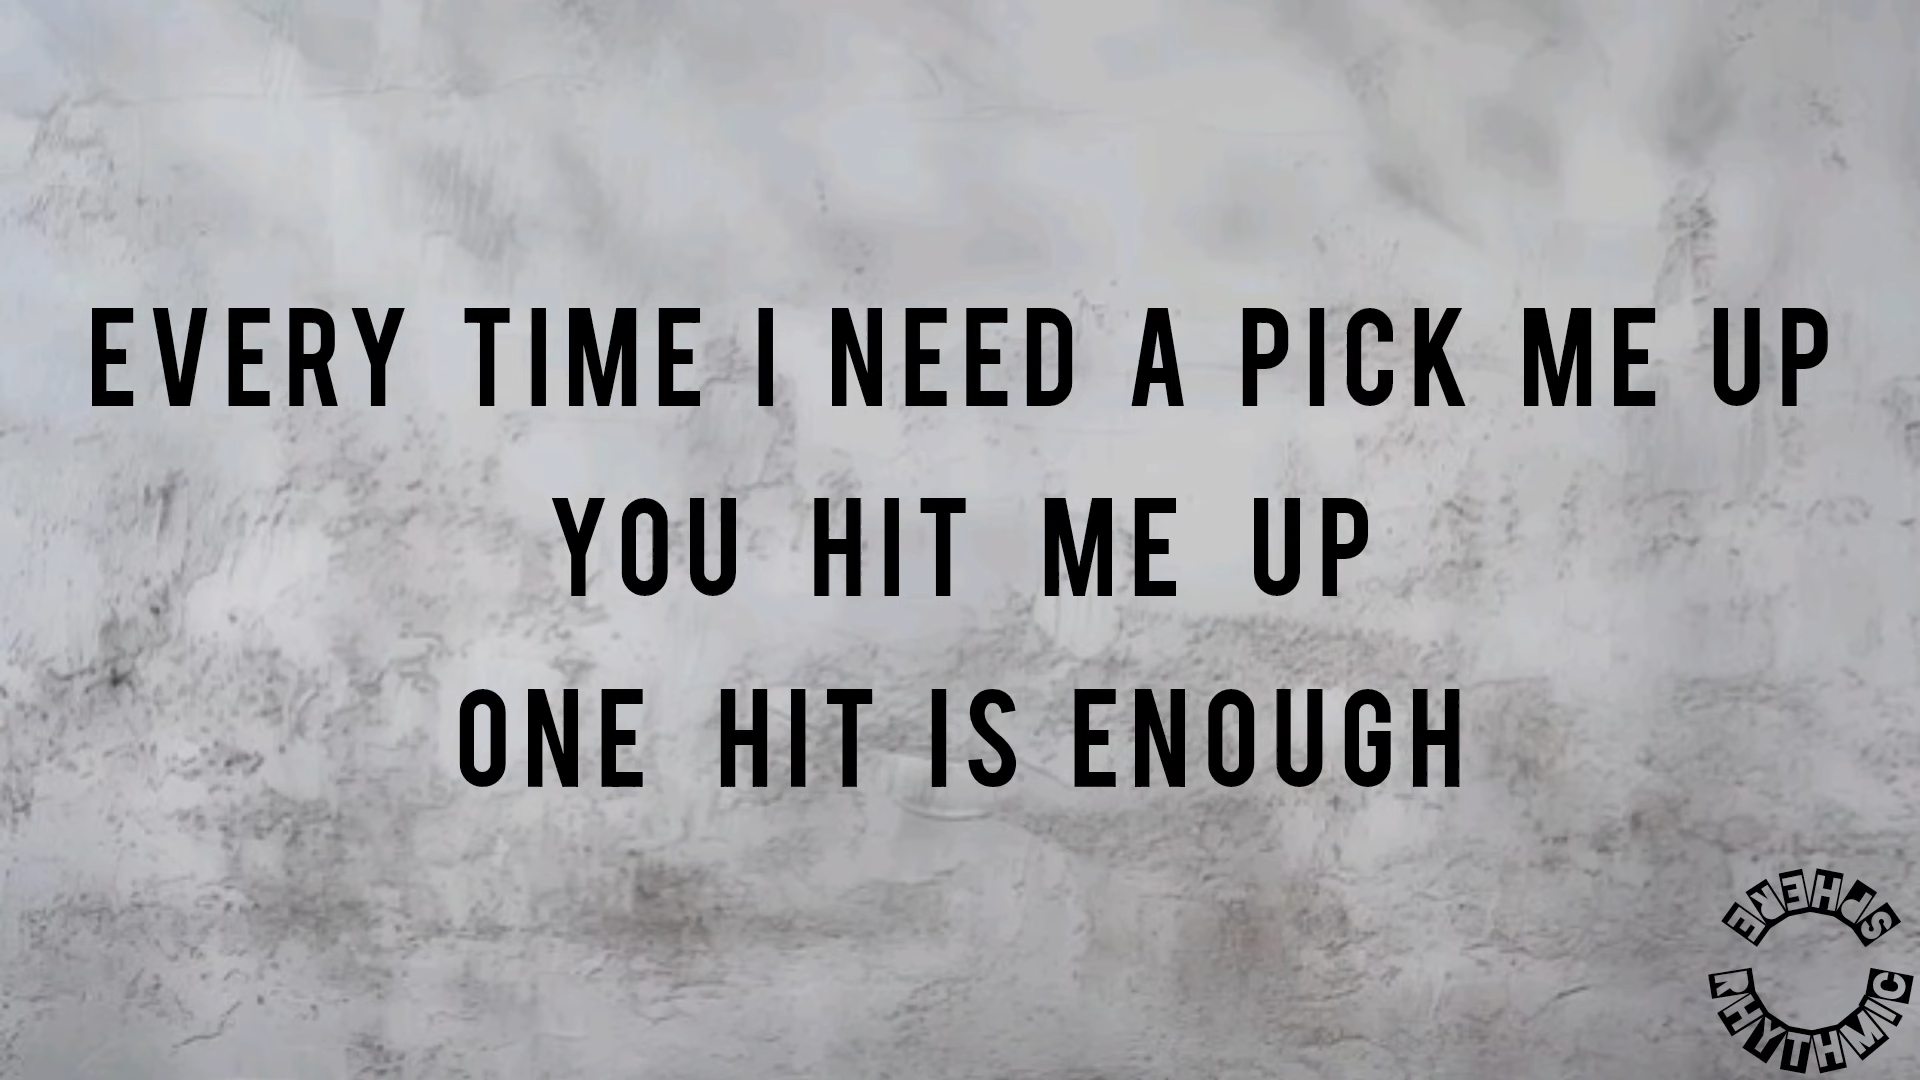 EVERY TIME I NEED A PICK ME UP
YOU HIT ME UP
ONE HIT IS ENOUGH
RHYTHMIC
SPHERE